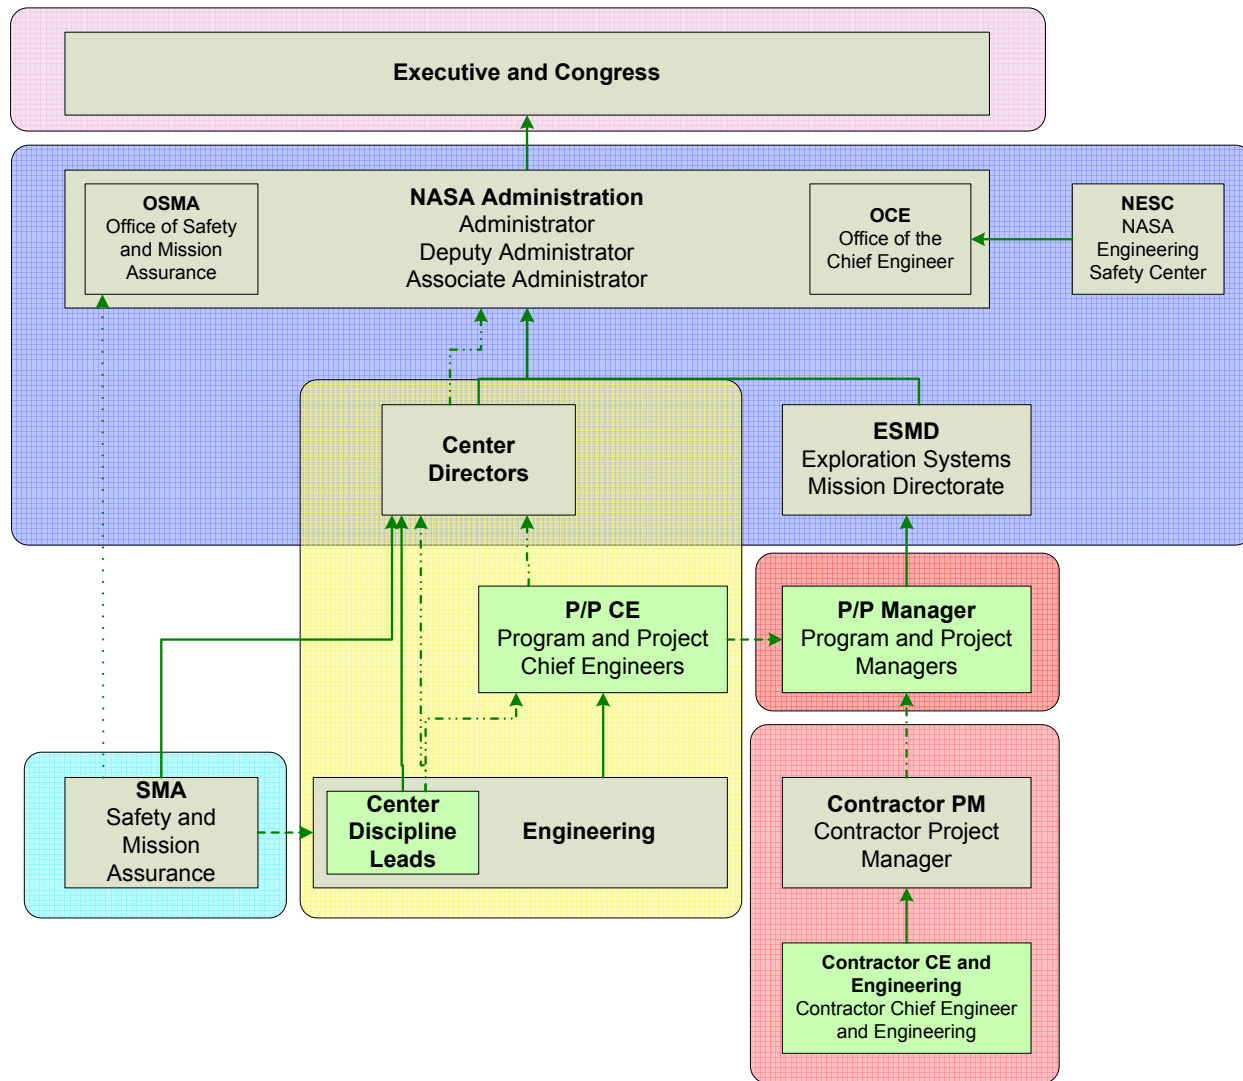 Executive and Congress
OSMA
Office of Safety
and Mission
Assurance
NASA Administration
Administrator
Deputy Administrator
Associate Administrator
OCE
Office of the
Chief Engineer
NESC
NASA
Engineering
Safety Center
Center
Directors
ESMD
Exploration Systems
Mission Directorate
P/P CE
Program and Project
Chief Engineers
P/P Manager
Program and Project
Managers
SMA
Safety and
Mission
Assurance
Center
Discipline
Leads
Engineering
Contractor PM
Contractor Project
Manager
Contractor CE and
Engineering
Contractor Chief Engineer
and Engineering